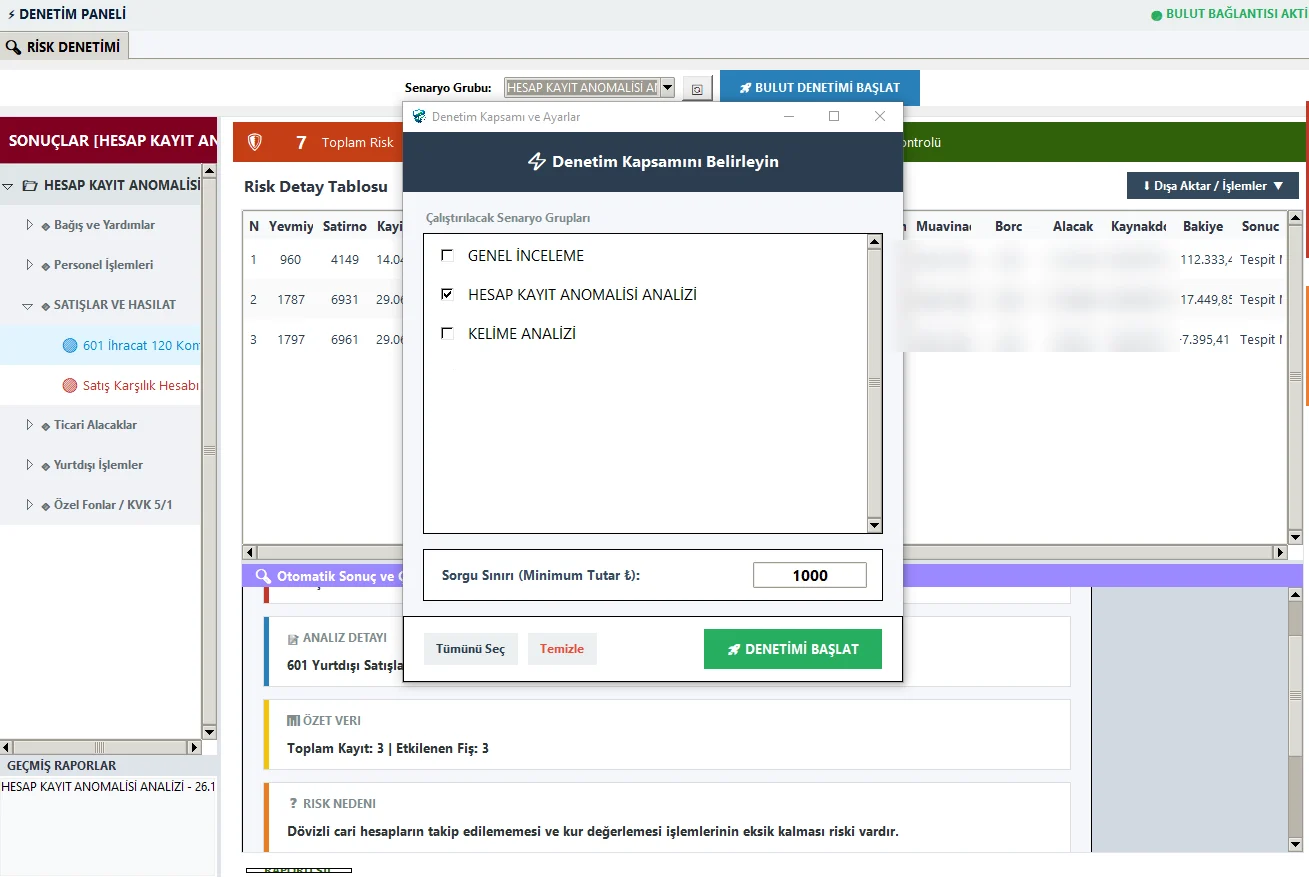 DENETİM PANELİ
BULUT BAĞLANTISI AKTİ
RİSK DENETİMİ
Senaryo Grubu: HESAP KAYIT ANOMALİSİ AN
BULUT DENETİMİ BAŞLAT
SONUÇLAR [HESAP KAYIT AN
HESAP KAYIT ANOMALİSİ
Bağış ve Yardımlar
Personel İşlemleri
SATIŞLAR VE HASILAT
601 İhracat 120 Kon
Satış Karşılık Hesabı
Ticari Alacaklar
Yurtdışı İşlemler
Özel Fonlar / KVK 5/1
GEÇMİŞ RAPORLAR
HESAP KAYIT ANOMALİSİ ANALİZİ - 26.1
7 Toplam Risk
ontrolü
Risk Detay Tablosu
⬇ Dışa Aktar / İşlemler ▼
N Yevmiy Satirno Kayi Muavina Borc Alacak Kaynakdo Bakiye Sonuc
1 960 4149 14.04 112.333,4 Tespit
2 1787 6931 29.06 17.449,85 Tespit
3 1797 6961 29.06 -7.395,41 Tespit
Denetim Kapsamı ve Ayarlar
Denetim Kapsamını Belirleyin
Çalıştırılacak Senaryo Grupları
GENEL İNCELEME
HESAP KAYIT ANOMALİSİ ANALİZİ
KELİME ANALİZİ
Sorgu Sınırı (Minimum Tutar ₺): 1000
Tümünü Seç
Temizle
DENETİMİ BAŞLAT
Otomatik Sonuç ve
ANALIZ DETAYI
601 Yurtdışı Satışla
ÖZET VERI
Toplam Kayıt: 3 | Etkilenen Fiş: 3
? RISK NEDENI
Dövizli cari hesapların takip edilememesi ve kur değerlemesi işlemlerinin eksik kalması riski vardır.